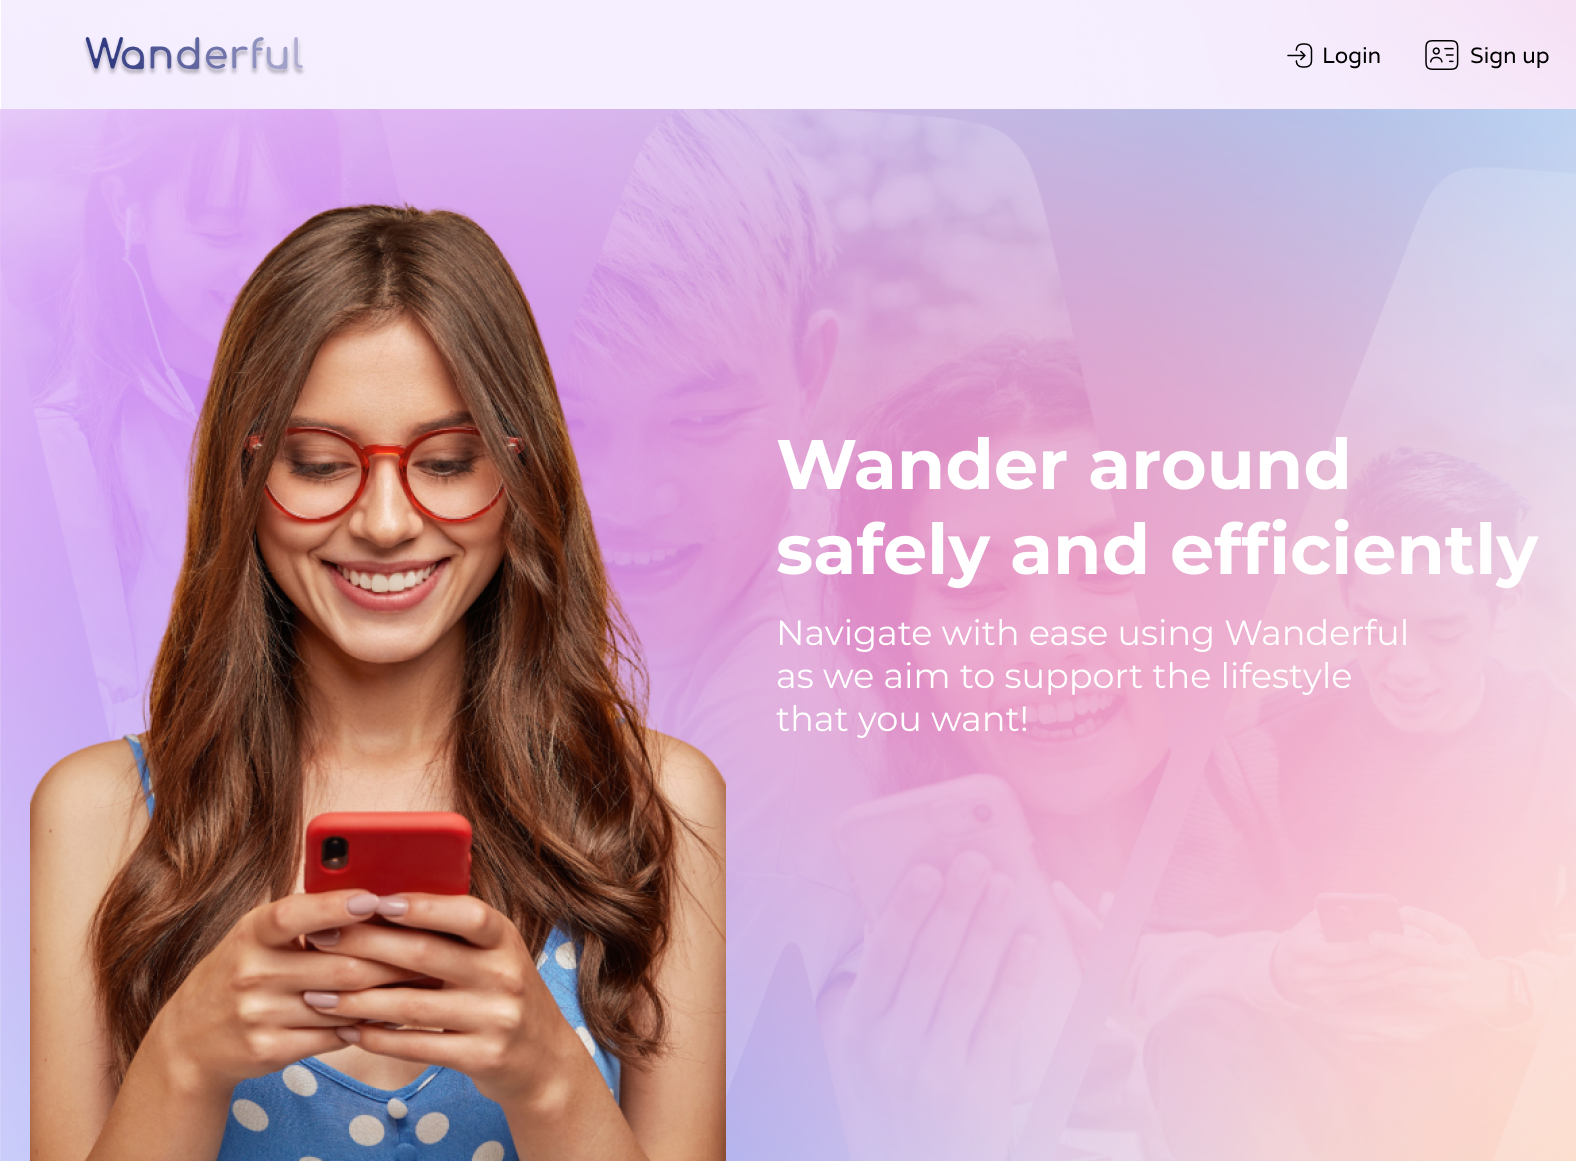 Wanderful
Login
Sign up
Wander around
safely and efficiently
Navigate with ease using Wanderful
as we aim to support the lifestyle
that you want!